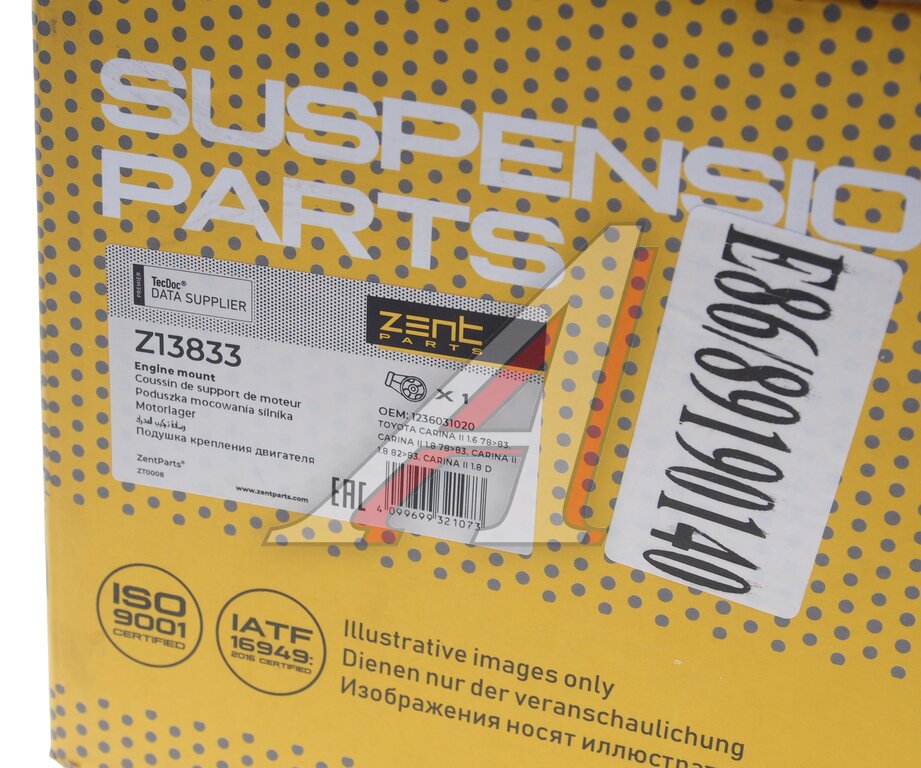 SUSPENSIO
PARTS
PREMIER
TecDoc®
DATA SUPPLIER
ZENT
PARTS
Z13833
Engine mount
Coussin de support de moteur
Poduszka mocowania silnika
Motorlager
Подушка крепления двигателя
ZentParts®
ZT0008
www.zentparts.com
X 1
OEM: 1236031020
TOYOTA CARINA II 1.6 78>83,
CARINA II 1.8 78>83, CARINA II
1.8 82>83, CARINA II 1.8 D
EAC
4 099699 321073
E86/89190140
ISO
9001
CERTIFIED
IATF
16949:
2016 CERTIFIED
Illustrative images only
Dienen nur der veranschaulichung
Изображения носят иллюстрат